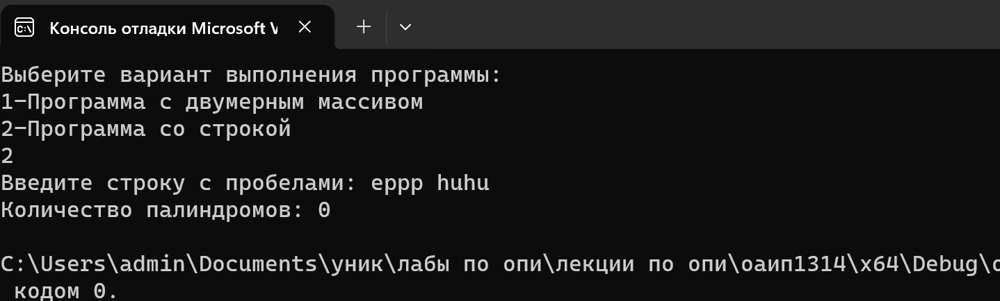 Консоль отладки Microsoft V
Выберите вариант выполнения программы:
1-Программа с двумерным массивом
2-Программа со строкой
2
Введите строку с пробелами: eppp huhu
Количество палиндромов: 0
C:\Users\admin\Documents\уник\лабы по опи\лекции по опи\оаип1314\x64\Debug\
кодом 0.